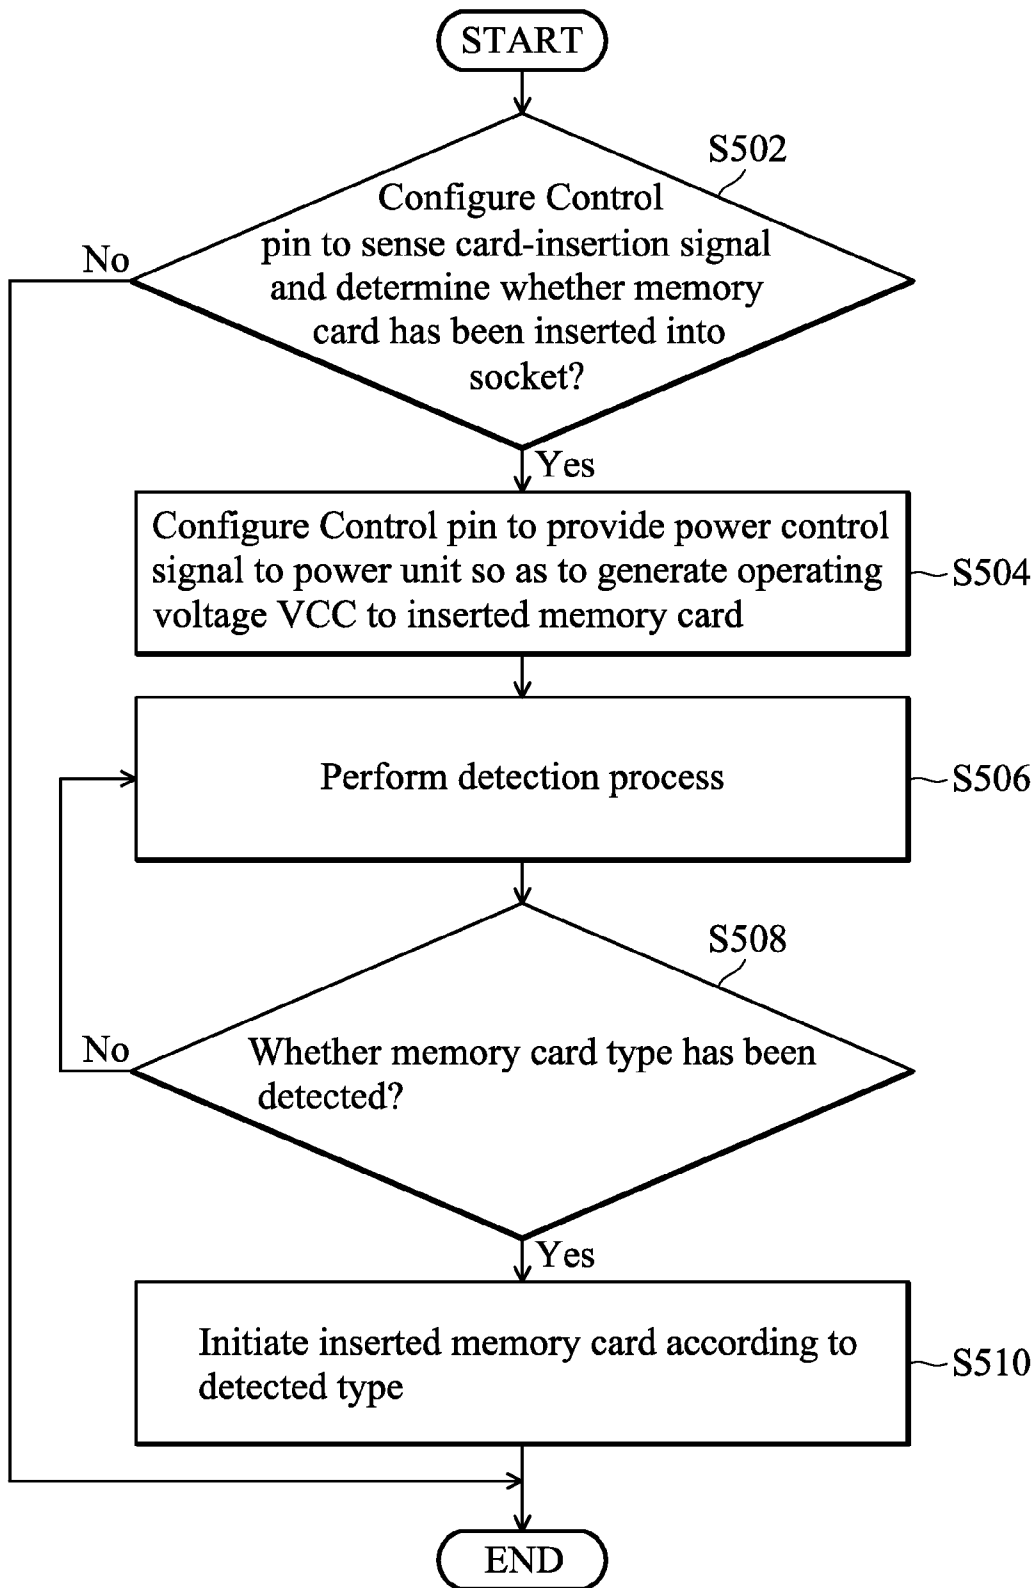 START
S502
Configure Control
pin to sense card-insertion signal
and determine whether memory
card has been inserted into
socket?
No
Yes
Configure Control pin to provide power control
signal to power unit so as to generate operating
voltage VCC to inserted memory card
S504
Perform detection process
S506
S508
Whether memory card type has been
detected?
No
Yes
Initiate inserted memory card according to
detected type
S510
END